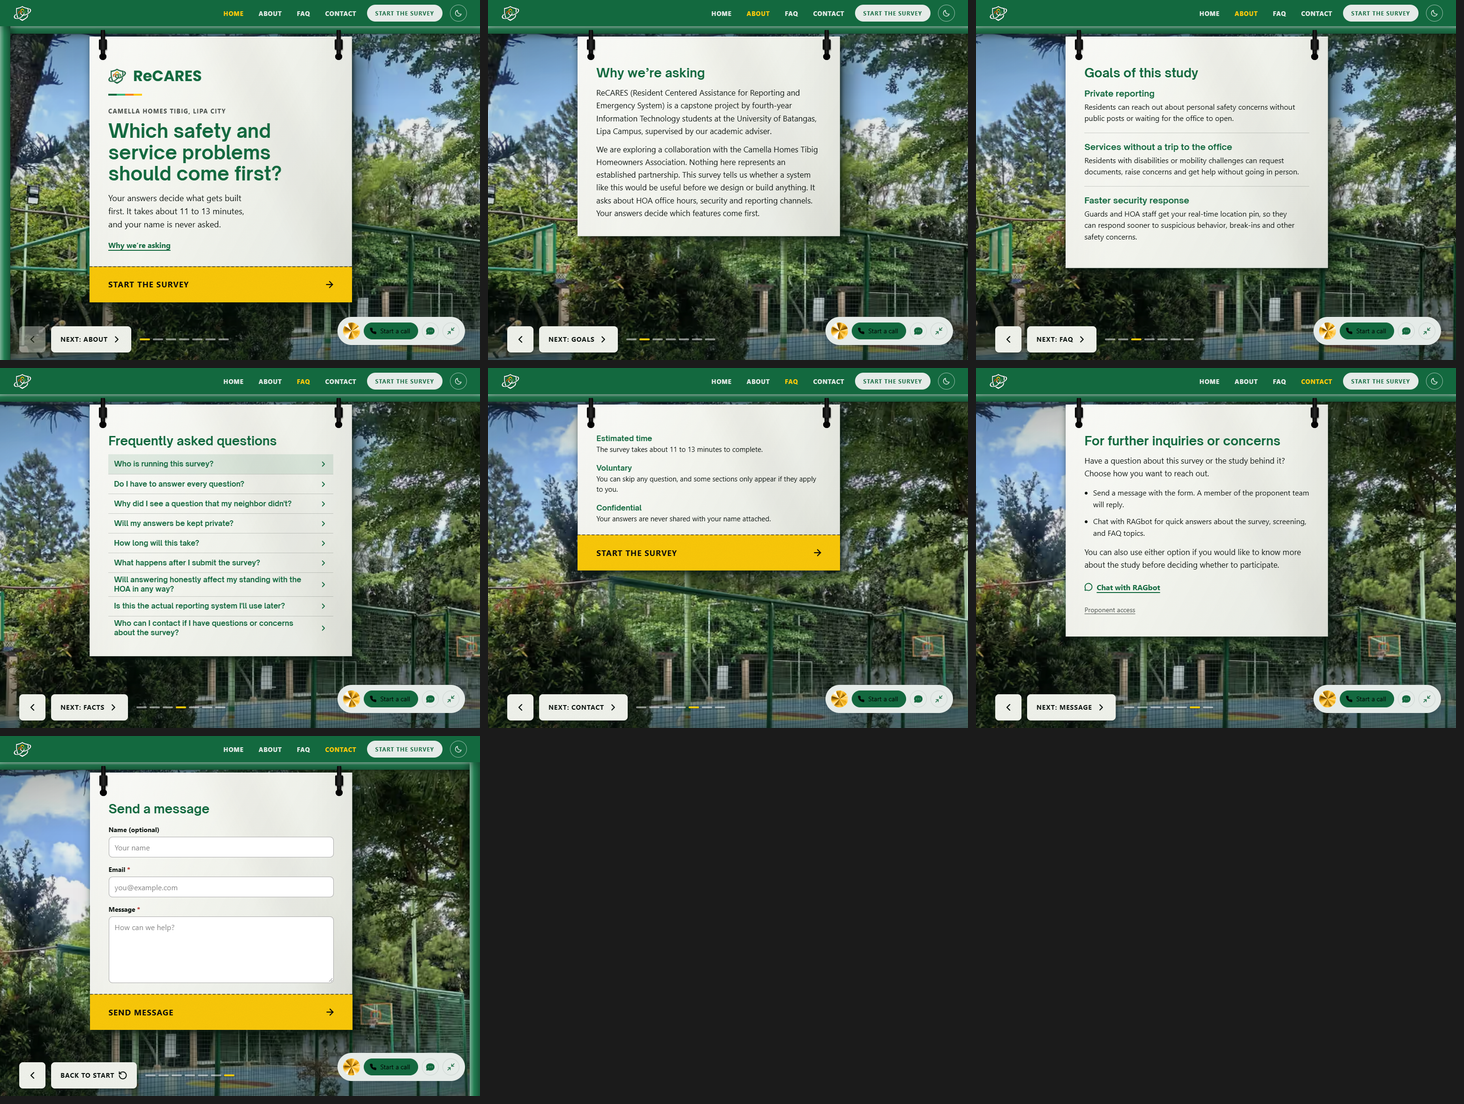 HOME ABOUT FAQ CONTACT START THE SURVEY
ReCARES
CAMELLA HOMES TIBIG, LIPA CITY
Which safety and
service problems
should come first?
Your answers decide what gets built
first. It takes about 11 to 13 minutes,
and your name is never asked.
Why we're asking
START THE SURVEY
NEXT: ABOUT
Start a call
HOME ABOUT FAQ CONTACT START THE SURVEY
Why we're asking
ReCARES (Resident Centered Assistance for Reporting and
Emergency System) is a capstone project by fourth-year
Information Technology students at the University of Batangas,
Lipa Campus, supervised by our academic adviser.
We are exploring a collaboration with the Camella Homes Tibig
Homeowners Association. Nothing here represents an
established partnership. This survey tells us whether a system
like this would be useful before we design or build anything. It
asks about HOA office hours, security and reporting channels.
Your answers decide which features come first.
NEXT: GOALS
Start a call
HOME ABOUT FAQ CONTACT START THE SURVEY
Goals of this study
Private reporting
Residents can reach out about personal safety concerns without
public posts or waiting for the office to open.
Services without a trip to the office
Residents with disabilities or mobility challenges can request
documents, raise concerns and get help without going in person.
Faster security response
Guards and HOA staff get your real-time location pin, so they
can respond sooner to suspicious behavior, break-ins and other
safety concerns.
NEXT: FAQ
Start a call
HOME ABOUT FAQ CONTACT START THE SURVEY
Frequently asked questions
Who is running this survey?
Do I have to answer every question?
Why did I see a question that my neighbor didn't?
Will my answers be kept private?
How long will this take?
What happens after I submit the survey?
Will answering honestly affect my standing with the
HOA in any way?
Is this the actual reporting system I'll use later?
Who can I contact if I have questions or concerns
about the survey?
NEXT: FACTS
Start a call
HOME ABOUT FAQ CONTACT START THE SURVEY
Estimated time
The survey takes about 11 to 13 minutes to complete.
Voluntary
You can skip any question, and some sections only appear if they apply
to you.
Confidential
Your answers are never shared with your name attached.
START THE SURVEY
NEXT: CONTACT
Start a call
HOME ABOUT FAQ CONTACT START THE SURVEY
For further inquiries or concerns
Have a question about this survey or the study behind it?
Choose how you want to reach out.
• Send a message with the form. A member of the proponent team
will reply.
• Chat with RAGbot for quick answers about the survey, screening,
and FAQ topics.
You can also use either option if you would like to know more
about the study before deciding whether to participate.
Chat with RAGbot
Proponent access
NEXT: MESSAGE
Start a call
HOME ABOUT FAQ CONTACT START THE SURVEY
Send a message
Name (optional)
Your name
Email *
you@example.com
Message *
How can we help?
SEND MESSAGE
BACK TO START
Start a call